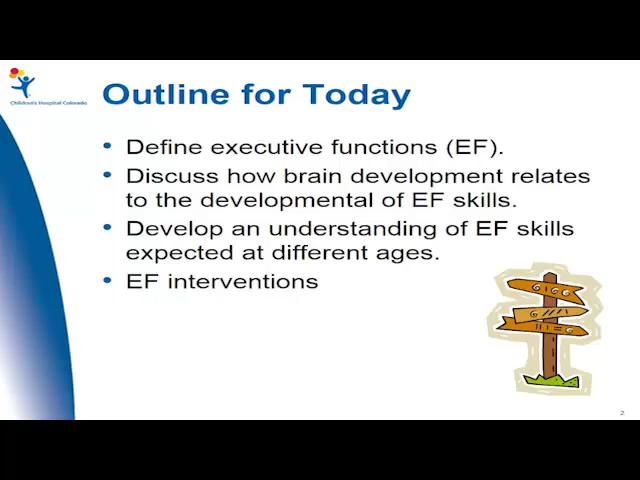 Children's Hospital Colorado
Outline for Today
• Define executive functions (EF).
• Discuss how brain development relates
to the developmental of EF skills.
• Develop an understanding of EF skills
expected at different ages.
• EF interventions
2